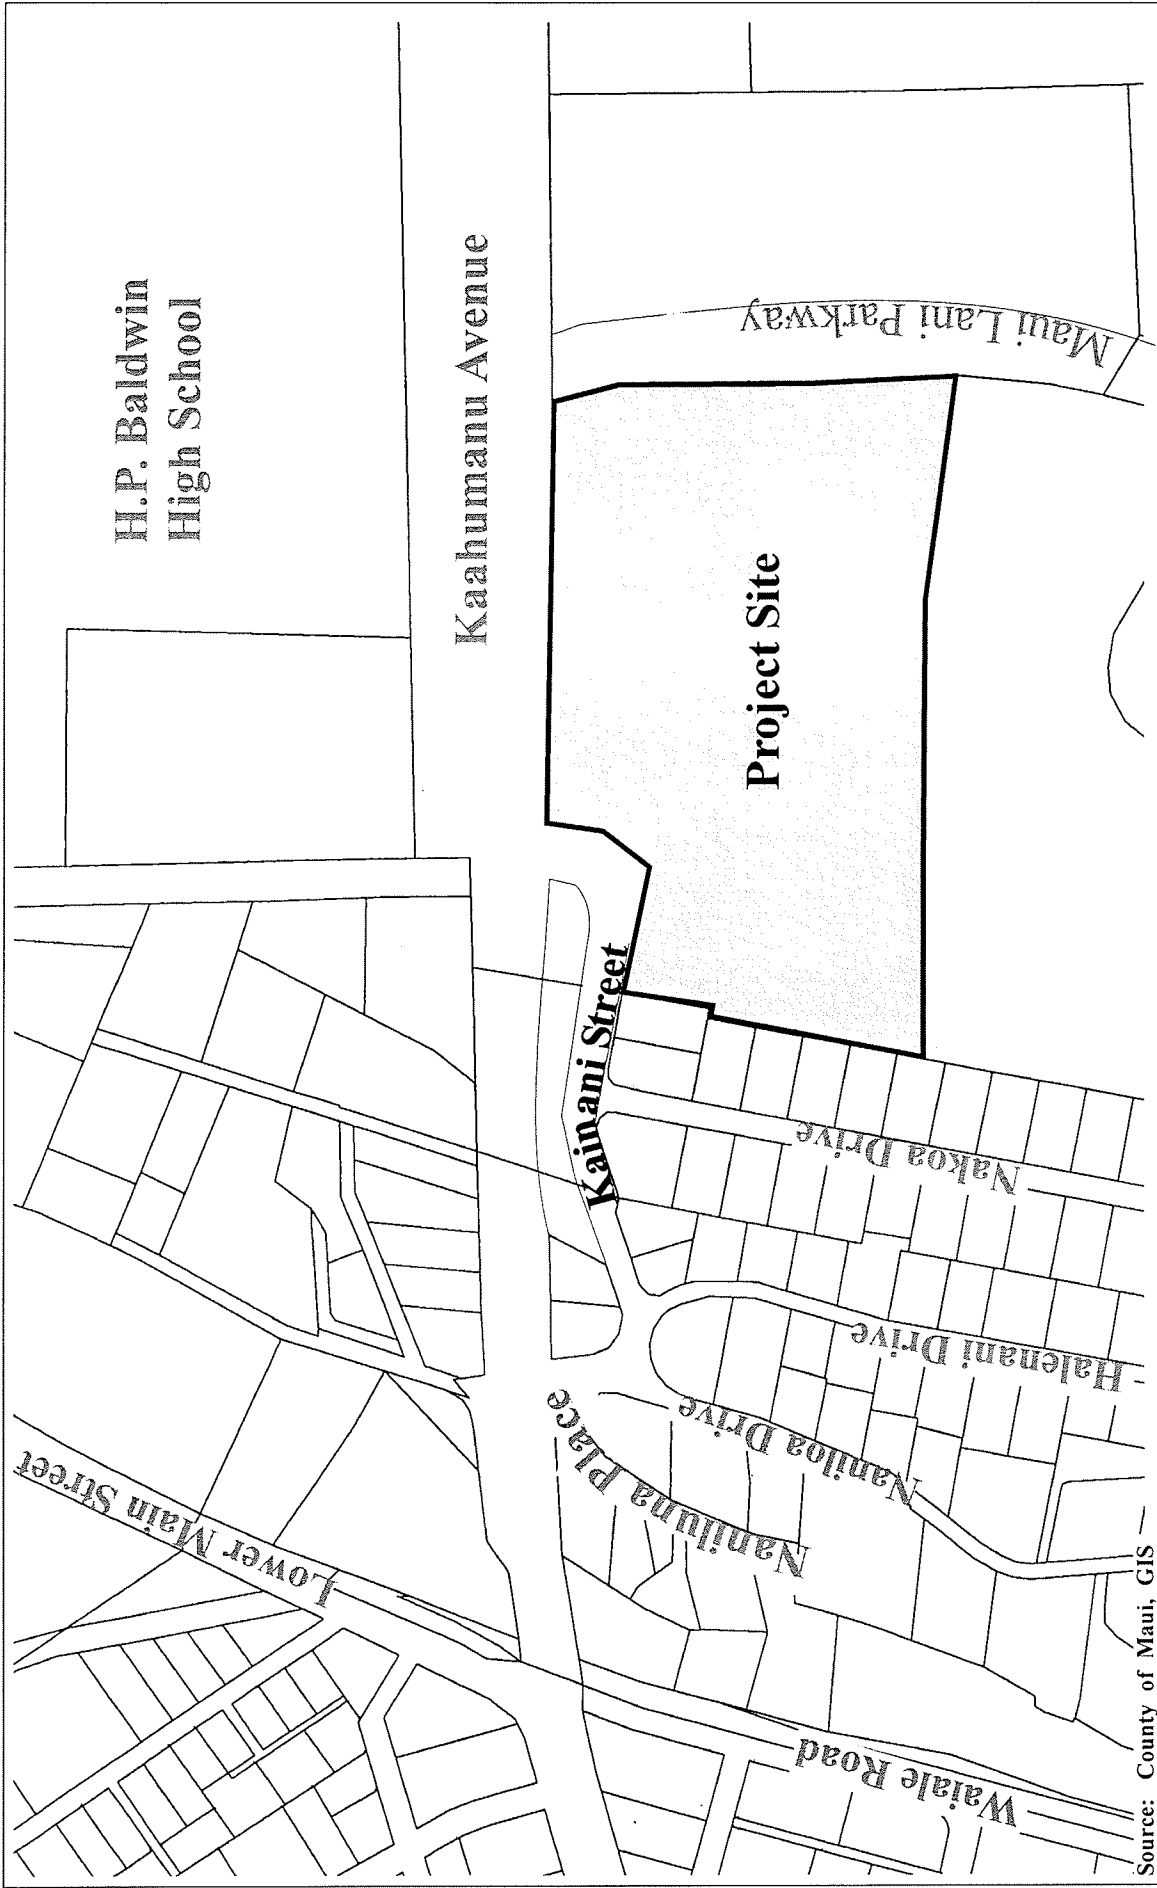 H.P. Baldwin
High School
Kaahumanu Avenue
Maui Lani Parkway
Project Site
Kainani Street
Nakoa Drive
Halenani Drive
Naniloa Drive
Naniluna Place
Lower Main Street
Waiale Road
Source: County of Maui, GIS